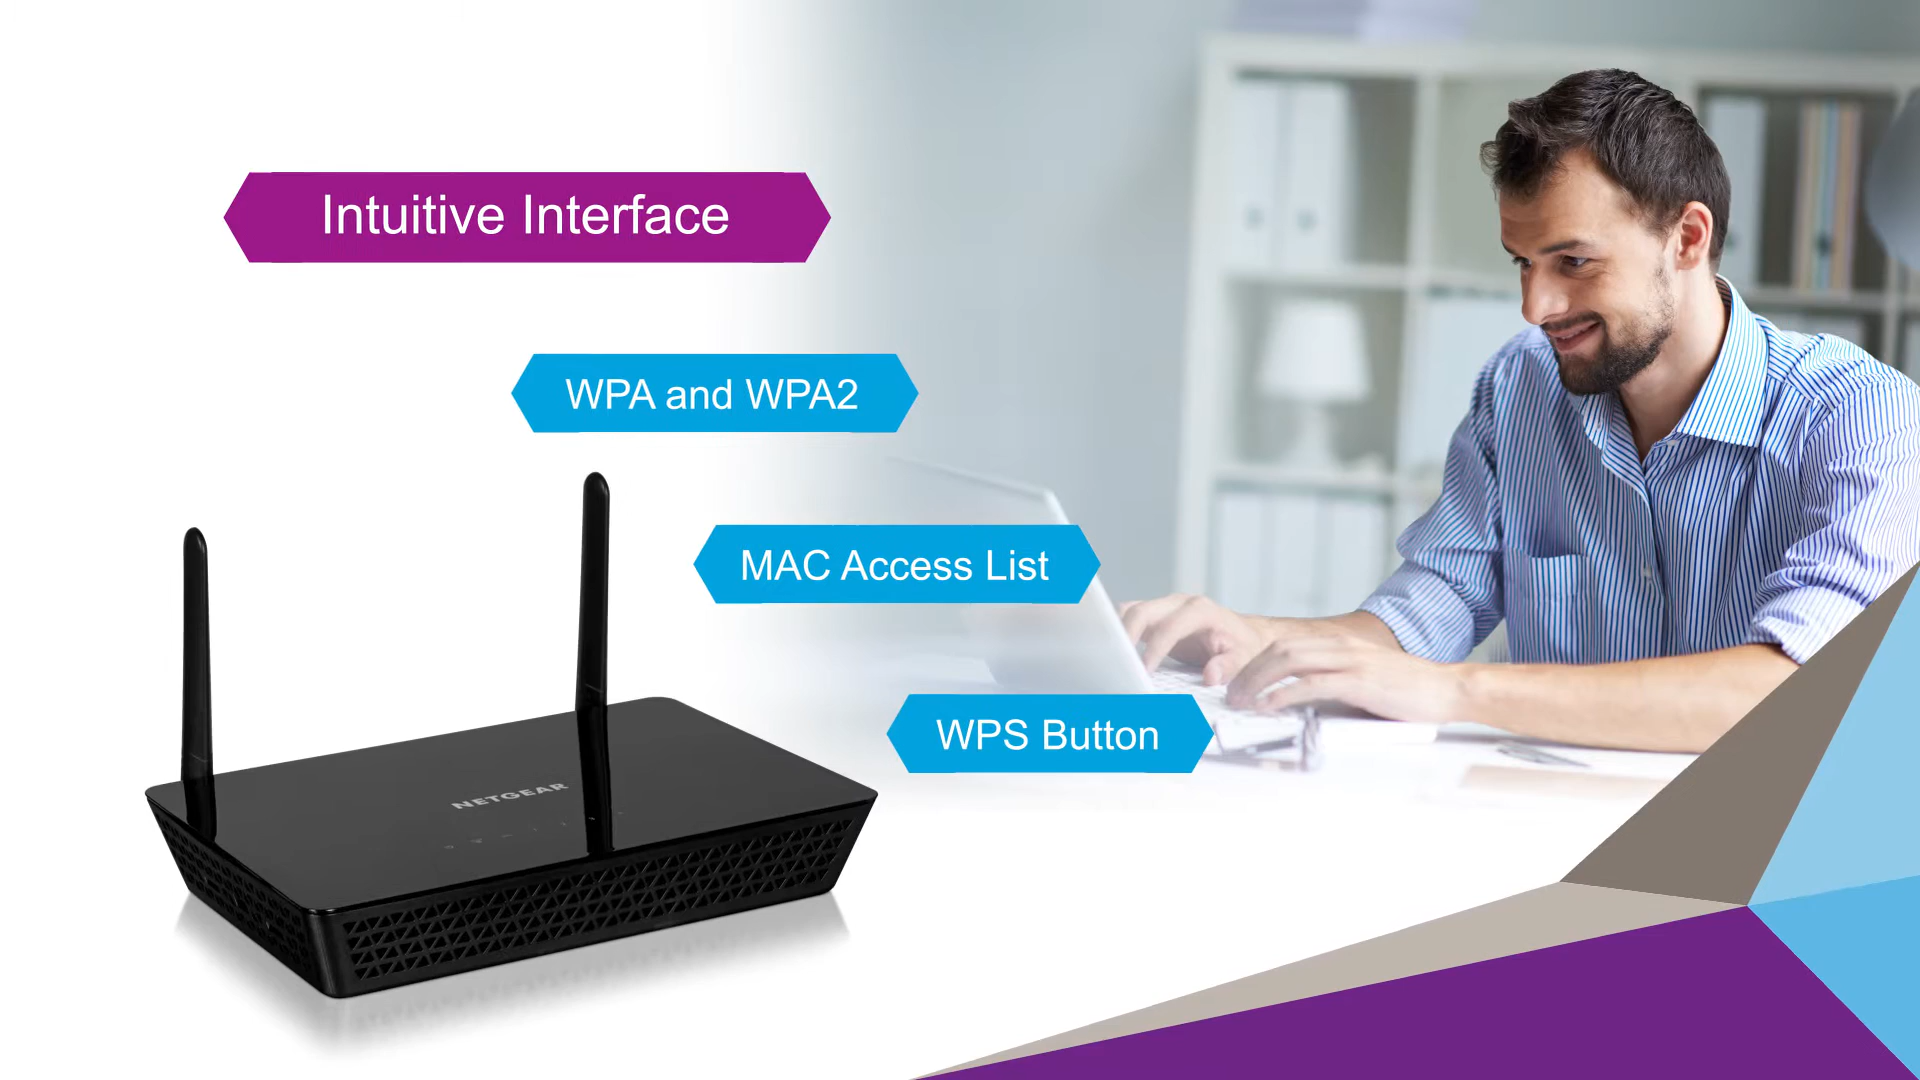 Intuitive Interface
WPA and WPA2
MAC Access List
WPS Button
NETGEAR